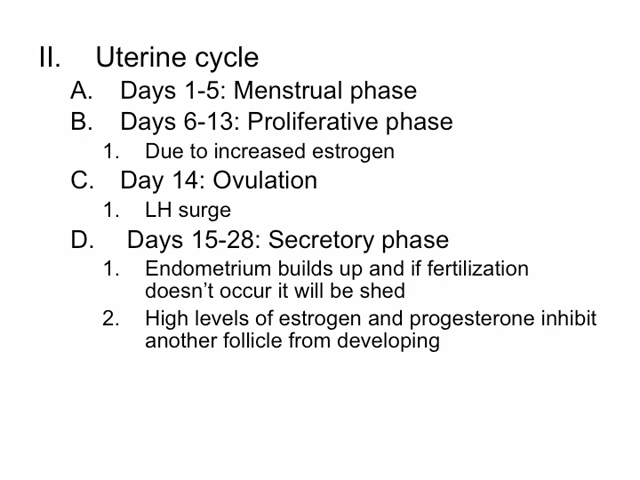 II. Uterine cycle
A. Days 1-5: Menstrual phase
B. Days 6-13: Proliferative phase
1. Due to increased estrogen
C. Day 14: Ovulation
1. LH surge
D. Days 15-28: Secretory phase
1. Endometrium builds up and if fertilization
doesn’t occur it will be shed
2. High levels of estrogen and progesterone inhibit
another follicle from developing